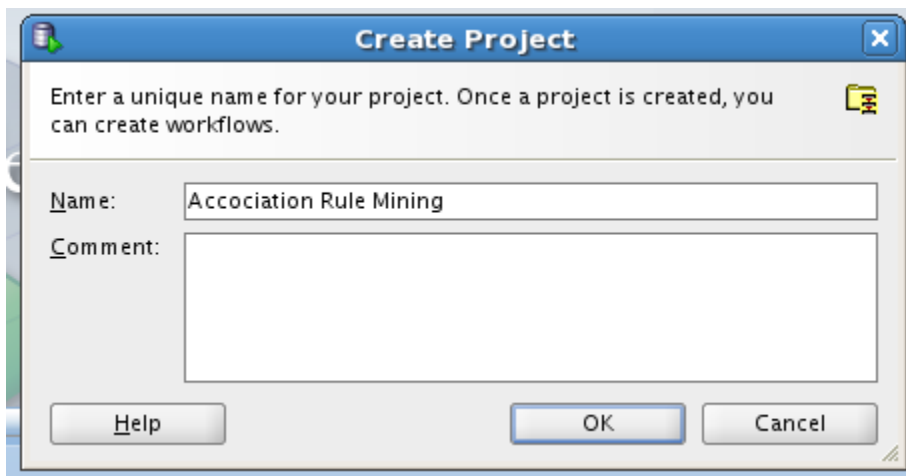 Create Project
Enter a unique name for your project. Once a project is created, you
can create workflows.
Name:
Accociation Rule Mining
Comment:
Help
OK
Cancel